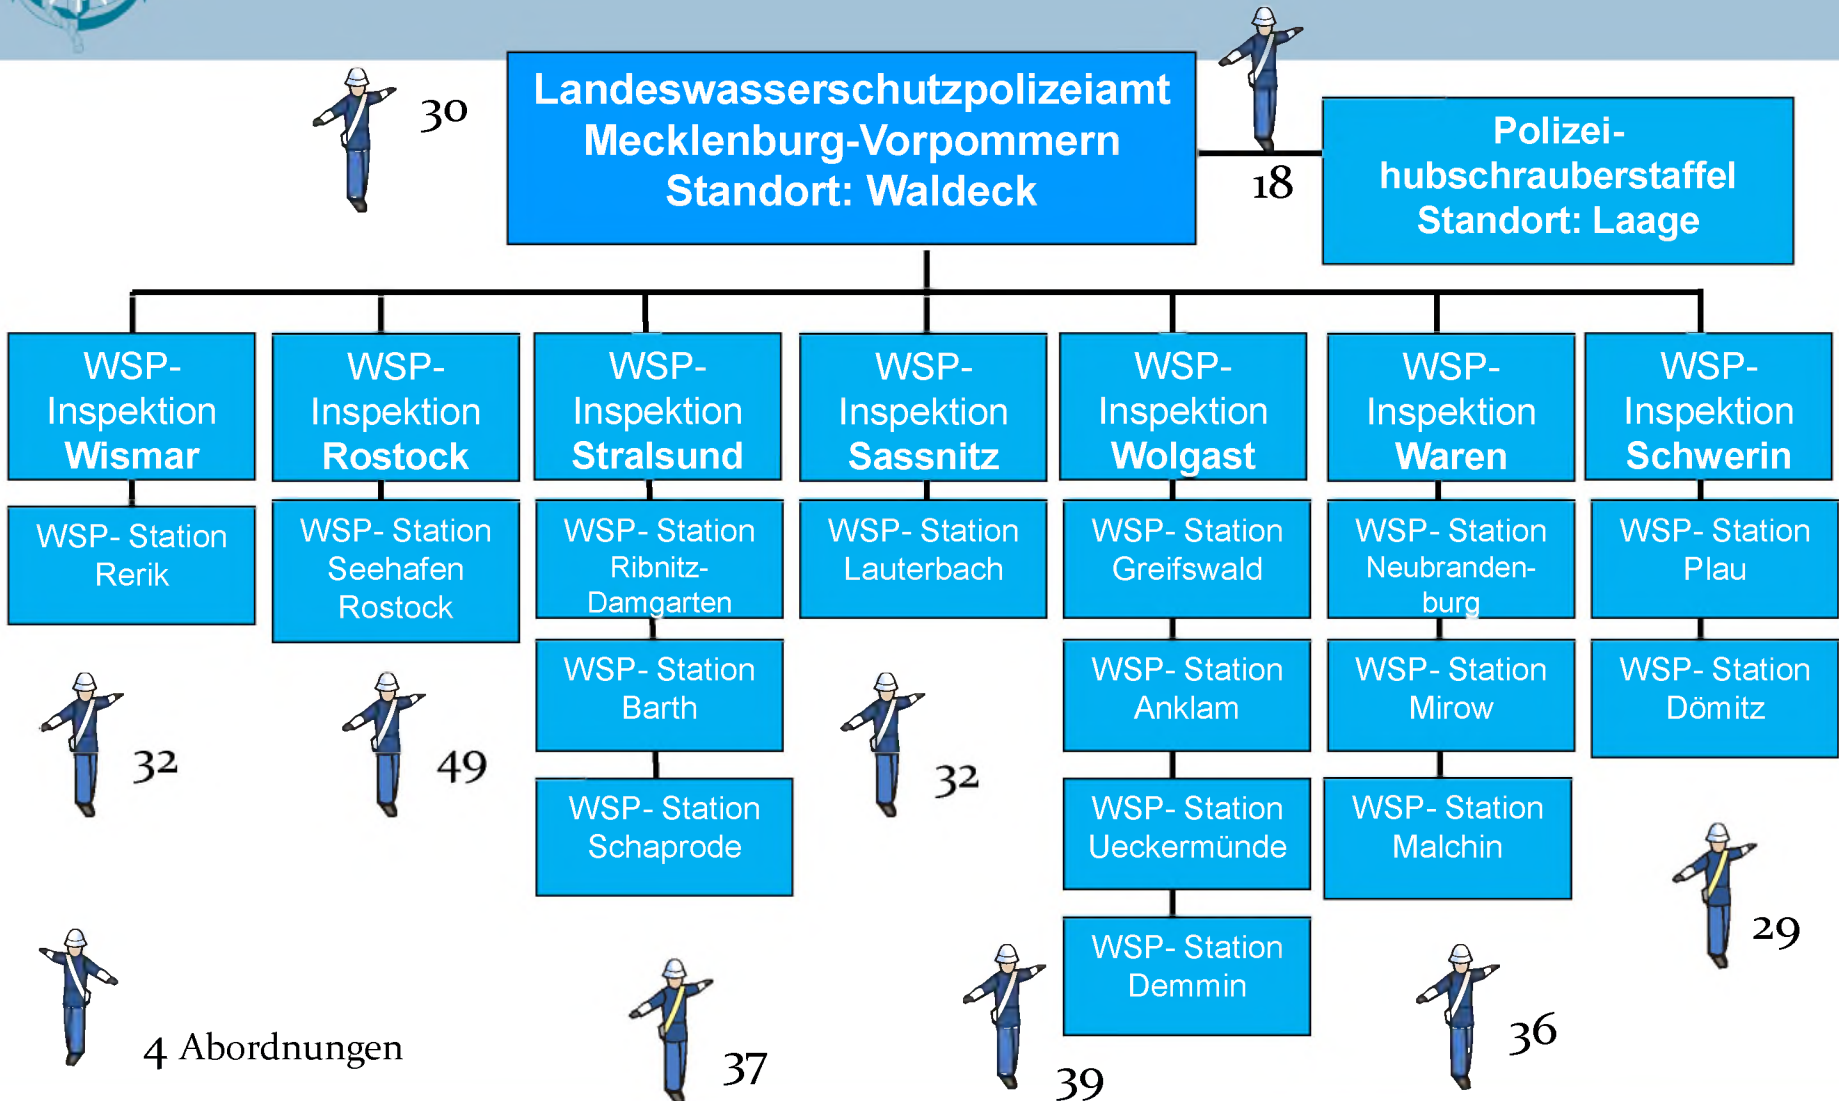 30
Landeswasserschutzpolizeiamt
Mecklenburg-Vorpommern
Standort: Waldeck
18
Polizei-
hubschrauberstaffel
Standort: Laage
WSP-
Inspektion
Wismar
WSP- Station
Rerik
32
WSP-
Inspektion
Rostock
WSP- Station
Seehafen
Rostock
49
WSP-
Inspektion
Stralsund
WSP- Station
Ribnitz-
Damgarten
WSP- Station
Barth
WSP- Station
Schaprode
37
WSP-
Inspektion
Sassnitz
WSP- Station
Lauterbach
32
WSP-
Inspektion
Wolgast
WSP- Station
Greifswald
WSP- Station
Anklam
WSP- Station
Ueckermünde
WSP- Station
Demmin
39
WSP-
Inspektion
Waren
WSP- Station
Neubranden-
burg
WSP- Station
Mirow
WSP- Station
Malchin
36
WSP-
Inspektion
Schwerin
WSP- Station
Plau
WSP- Station
Dömitz
29
4 Abordnungen